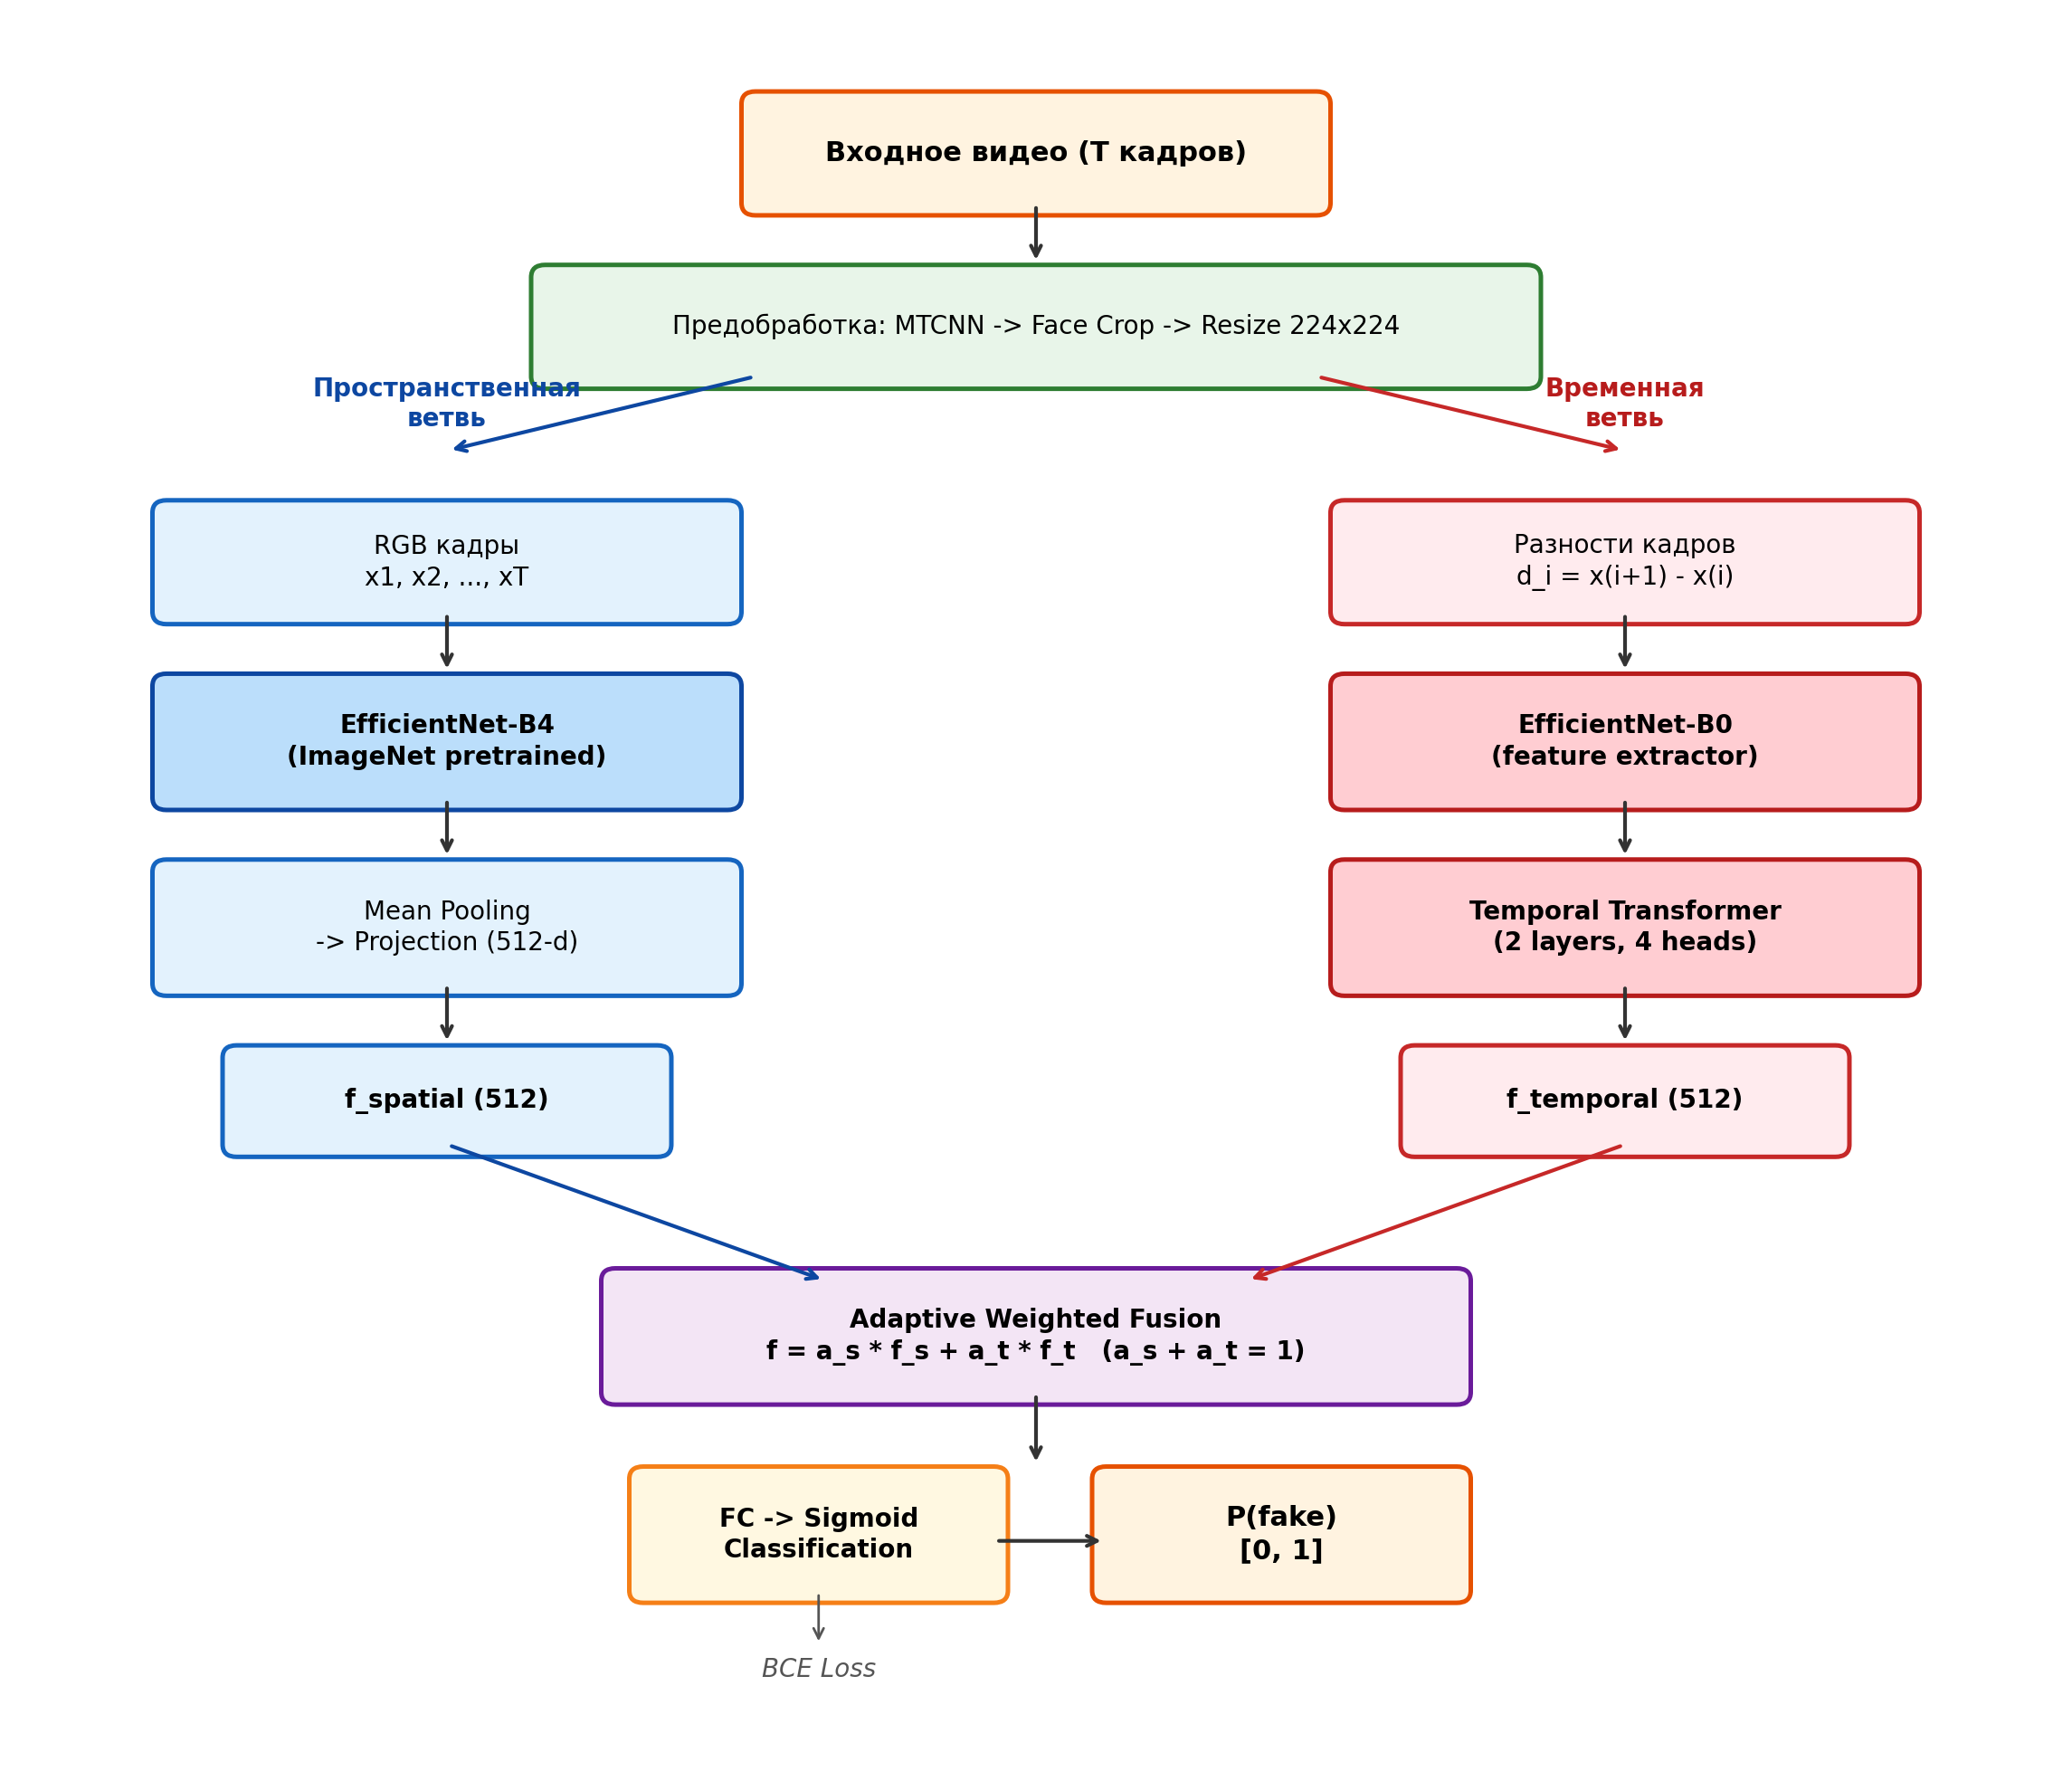 Входное видео (T кадров)
Предобработка: MTCNN -> Face Crop -> Resize 224x224
Пространственная
ветвь
Временная
ветвь
RGB кадры
x1, x2, ..., xT
Разности кадров
d_i = x(i+1) - x(i)
EfficientNet-B4
(ImageNet pretrained)
EfficientNet-B0
(feature extractor)
Mean Pooling
-> Projection (512-d)
Temporal Transformer
(2 layers, 4 heads)
f_spatial (512)
f_temporal (512)
Adaptive Weighted Fusion
f = a_s * f_s + a_t * f_t   (a_s + a_t = 1)
FC -> Sigmoid
Classification
P(fake)
[0, 1]
BCE Loss